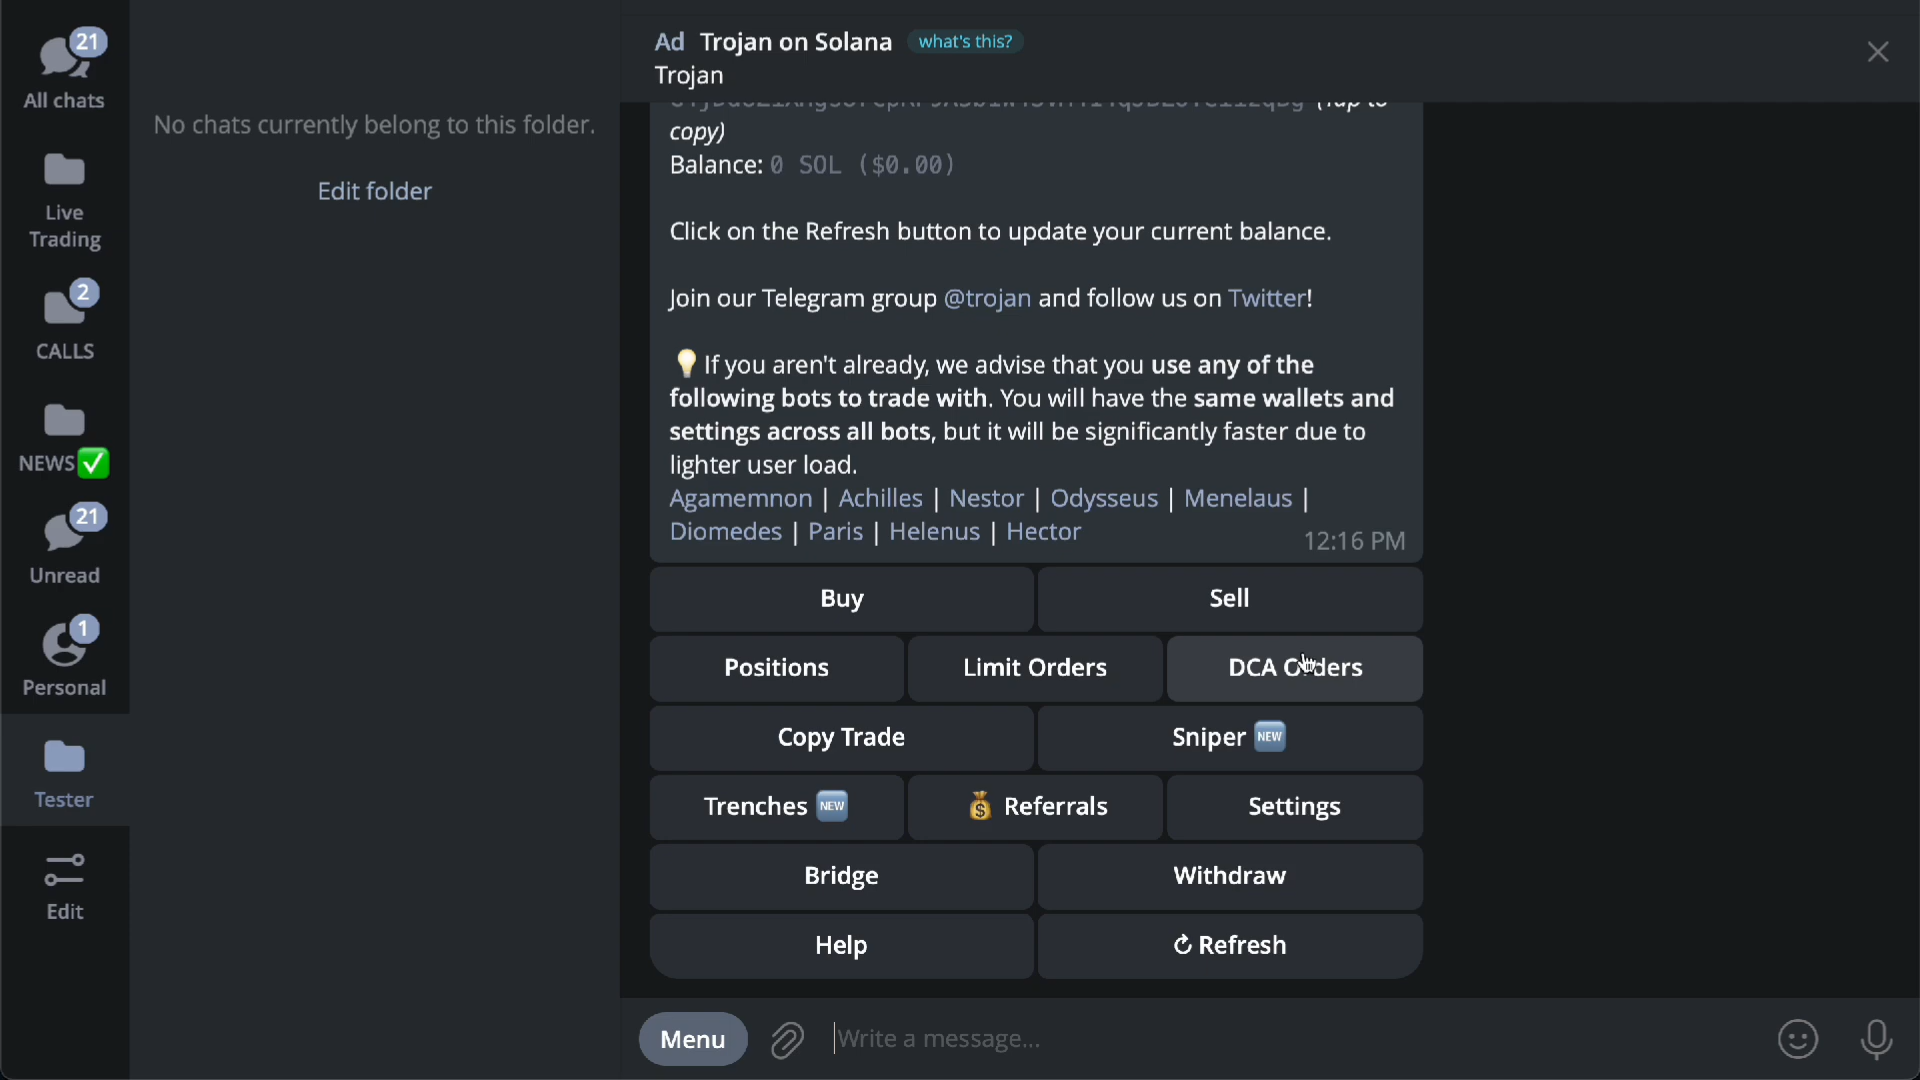 21
All chats
Live
Trading
2
CALLS
NEWS✅
21
Unread
1
Personal
Tester
Edit
No chats currently belong to this folder.
Edit folder
Ad Trojan on Solana what's this?
Trojan
copy)
Balance: 0 SOL ($0.00)
Click on the Refresh button to update your current balance.
Join our Telegram group @trojan and follow us on Twitter!
💡If you aren't already, we advise that you use any of the
following bots to trade with. You will have the same wallets and
settings across all bots, but it will be significantly faster due to
lighter user load.
Agamemnon | Achilles | Nestor | Odysseus | Menelaus |
Diomedes | Paris | Helenus | Hector
12:16 PM
Buy Sell
Positions Limit Orders DCA Orders
Copy Trade Sniper 🆕
Trenches 🆕 💰 Referrals Settings
Bridge Withdraw
Help ↻ Refresh
Menu Write a message...